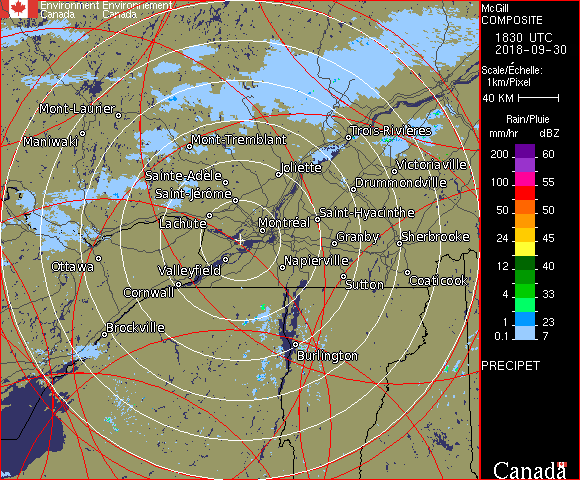 Environment Environnement
Canada Canada
McGill
COMPOSITE
1830 UTC
2018-09-30
Scale/Échelle:
1km/Pixel
40 KM
Rain/Pluie
mm/hr dBZ
200 60
100 55
50 50
24 45
12 40
4 33
1 23
0.1 7
PRECIPET
Canada
Mont-Laurier
Maniwaki
Mont-Tremblant
Trois-Rivières
Sainte-Adèle
Joliette
Victoriaville
Saint-Jérôme
Drummondville
Lachute
Montréal
Saint-Hyacinthe
Granby
Sherbrooke
Ottawa
Valleyfield
Napierville
Cornwall
Sutton
Coaticook
Brockville
Burlington